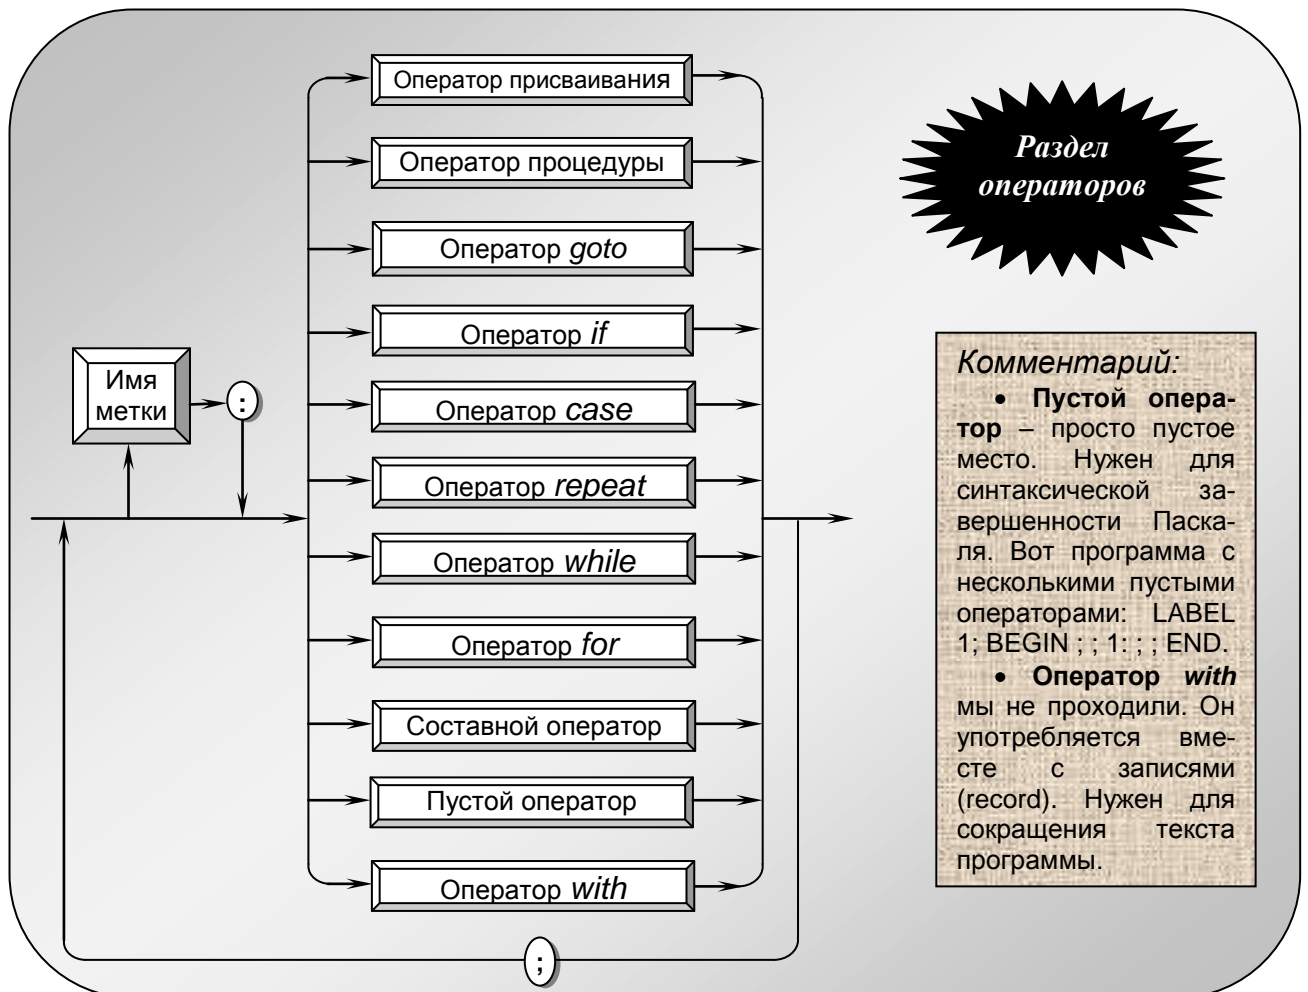 Оператор присваивания
Оператор процедуры
Оператор goto
Оператор if
Оператор case
Оператор repeat
Оператор while
Оператор for
Составной оператор
Пустой оператор
Оператор with
Имя
метки
:
;
Раздел
операторов
Комментарий:
• Пустой опера-
тор – просто пустое
место. Нужен для
синтаксической за-
вершенности Паска-
ля. Вот программа с
несколькими пустыми
операторами: LABEL
1; BEGIN ; ; 1: ; ; END.
• Оператор with
мы не проходили. Он
употребляется вме-
сте с записями
(record). Нужен для
сокращения текста
программы.